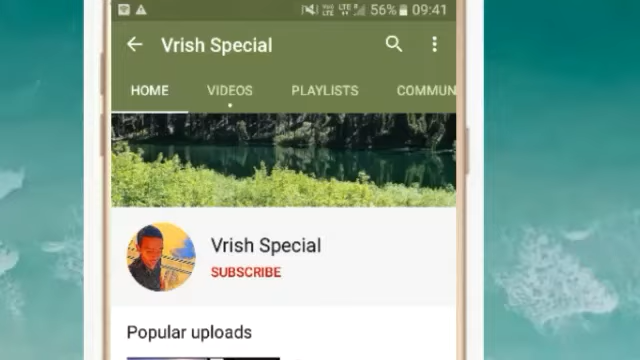 56% 09:41
Vrish Special
HOME VIDEOS PLAYLISTS COMMUN
Vrish Special
SUBSCRIBE
Popular uploads